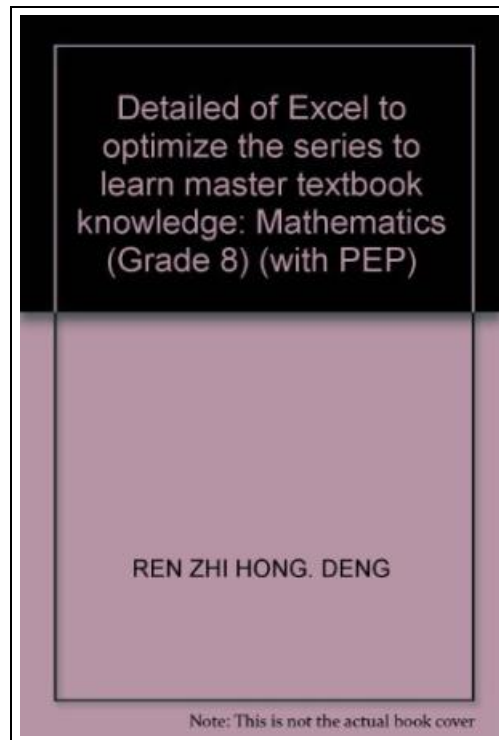 Detailed of Excel to
optimize the series to
learn master textbook
knowledge: Mathematics
(Grade 8) (with PEP)
REN ZHI HONG. DENG
Note: This is not the actual book cover